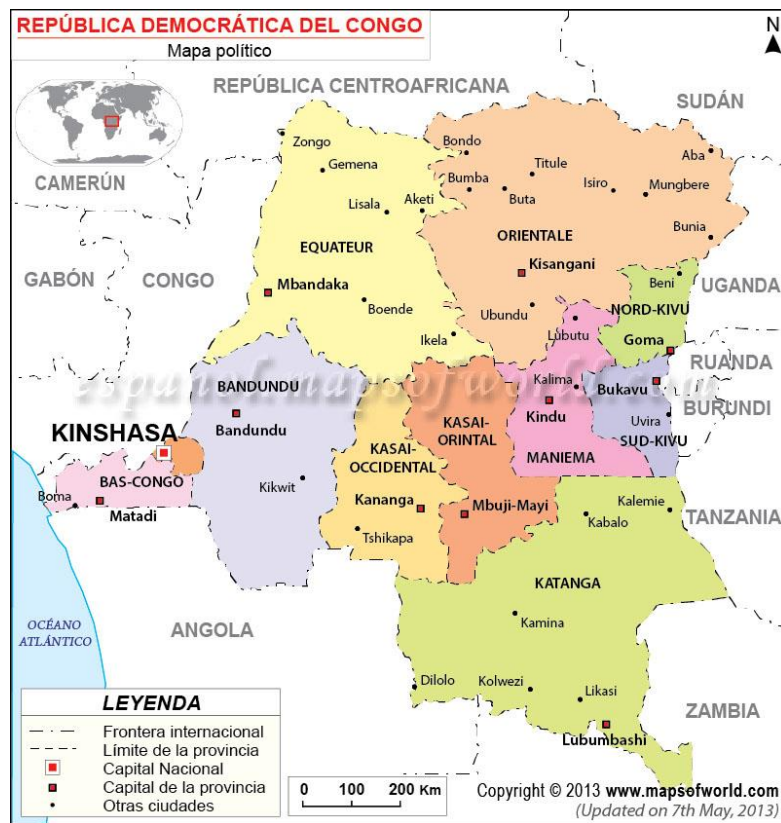 REPÚBLICA DEMOCRÁTICA DEL CONGO
Mapa político
N
REPÚBLICA CENTROAFRICANA
SUDÁN
CAMERÚN
Zongo
Gemena
Bondo
Titule
Aba
Bumba
Buta
Isiro
Mungbere
Lisala
Aketi
Bunia
EQUATEUR
ORIENTALE
GABÓN
CONGO
Mbandaka
Kisangani
Beni
UGANDA
Boende
Ubundu
NORD-KIVU
Ikela
Lubutu
Goma
RUANDA
espanol.mapsofworld.com
BANDUNDU
Kalima
Bukavu
BURUNDI
Bandundu
KASAI-
ORINTAL
Kindu
Uvira
KINSHASA
KASAI-
OCCIDENTAL
MANIEMA
SUD-KIVU
BAS-CONGO
Kikwit
Kananga
Mbuji-Mayi
Kalemie
Boma
Matadi
Kabalo
TANZANIA
Tshikapa
KATANGA
OCÉANO
ATLÁNTICO
ANGOLA
Kamina
Dilolo
Kolwezi
Likasi
ZAMBIA
Lubumbashi
LEYENDA
Frontera internacional
Límite de la provincia
Capital Nacional
Capital de la provincia
Otras ciudades
0 100 200 Km
Copyright © 2013 www.mapsofworld.com
(Updated on 7th May, 2013)